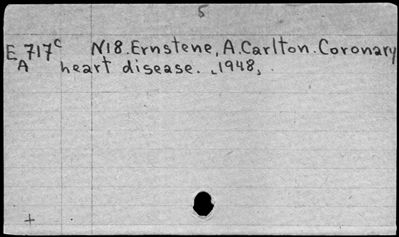 5
E 717c N18.Ernstene, A.Carlton. Coronary
A heart disease. ˻1948˼.
+